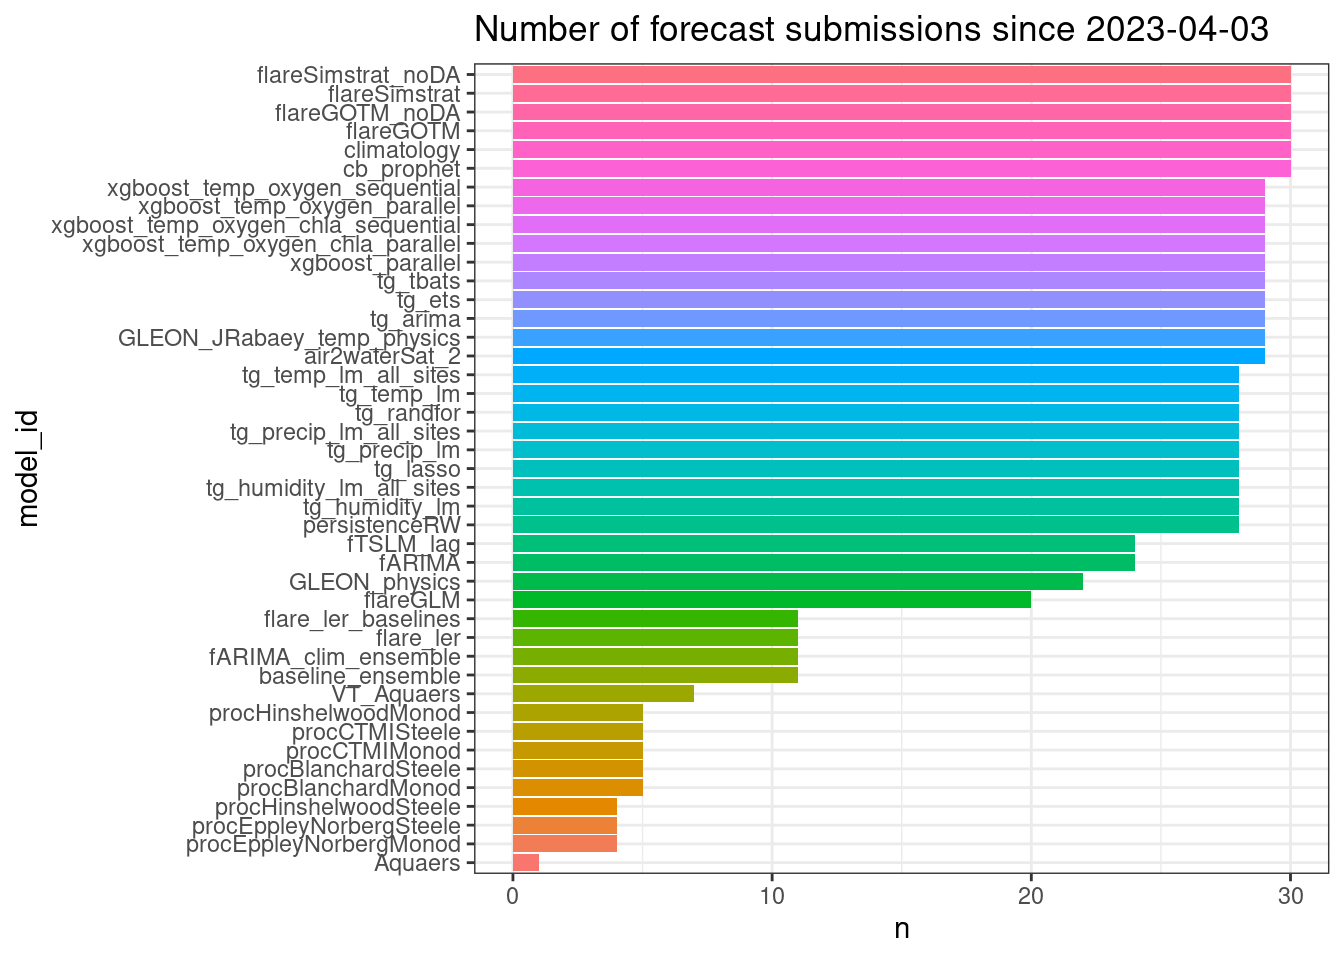 Number of forecast submissions since 2023-04-03
flareSimstrat_noDA
flareSimstrat
flareGOTM_noDA
flareGOTM
climatology
cb_prophet
xgboost_temp_oxygen_sequential
xgboost_temp_oxygen_parallel
xgboost_temp_oxygen_chla_sequential
xgboost_temp_oxygen_chla_parallel
xgboost_parallel
tg_tbats
tg_ets
tg_arima
GLEON_JRabaey_temp_physics
air2waterSat_2
tg_temp_lm_all_sites
tg_temp_lm
tg_randfor
tg_precip_lm_all_sites
tg_precip_lm
tg_lasso
tg_humidity_lm_all_sites
tg_humidity_lm
persistenceRW
fTSLM_lag
fARIMA
GLEON_physics
flareGLM
flare_ler_baselines
flare_ler
fARIMA_clim_ensemble
baseline_ensemble
VT_Aquaers
procHinshelwoodMonod
procCTMISteele
procCTMIMonod
procBlanchardSteele
procBlanchardMonod
procHinshelwoodSteele
procEppleyNorbergSteele
procEppleyNorbergMonod
Aquaers
model_id
0 10 20 30
n